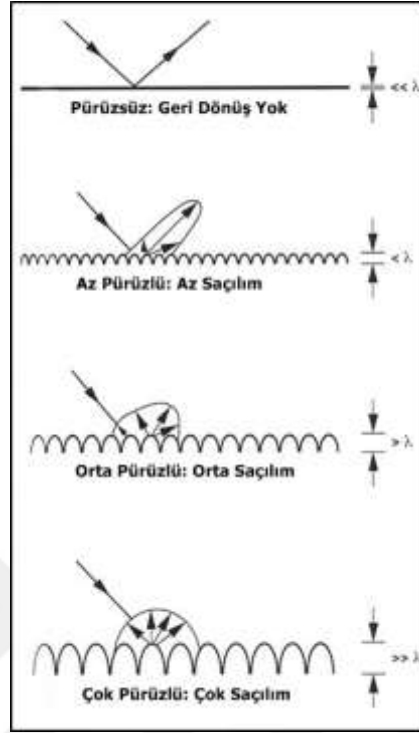 << λ
Pürüzsüz: Geri Dönüş Yok
< λ
Az Pürüzlü: Az Saçılım
> λ
Orta Pürüzlü: Orta Saçılım
>> λ
Çok Pürüzlü: Çok Saçılım